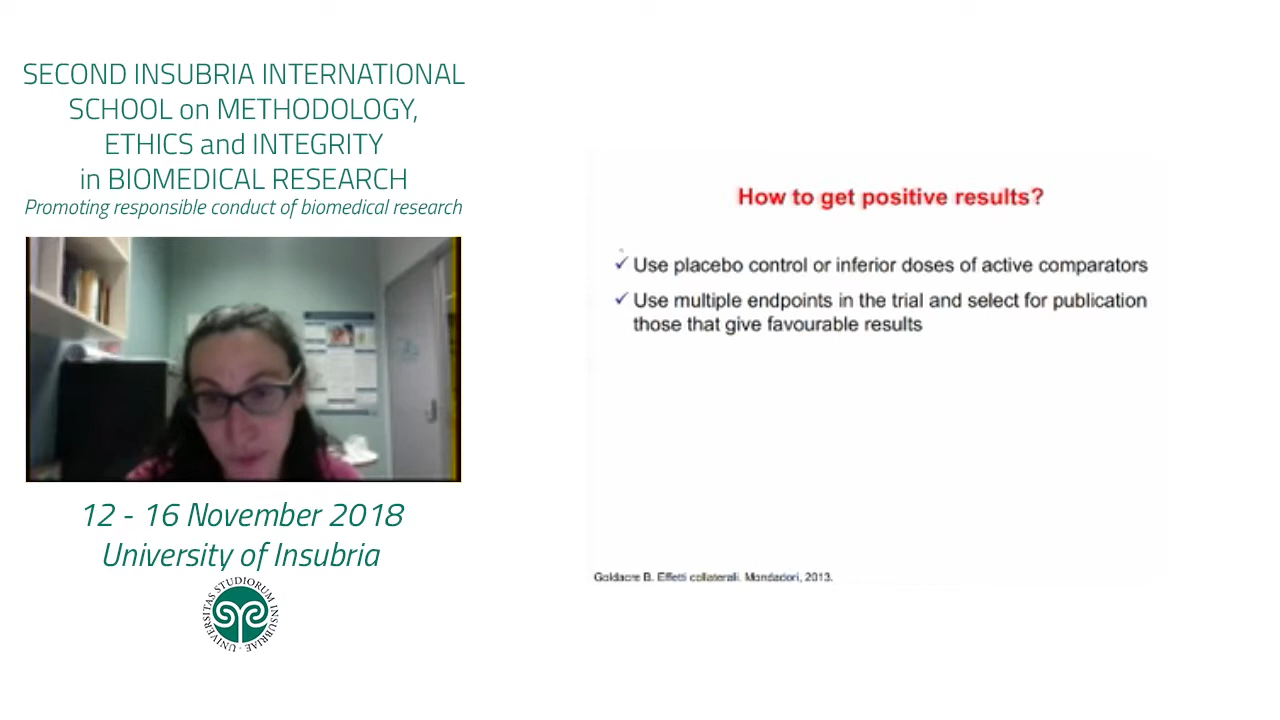 SECOND INSUBRIA INTERNATIONAL
SCHOOL on METHODOLOGY,
ETHICS and INTEGRITY
in BIOMEDICAL RESEARCH
Promoting responsible conduct of biomedical research
12 - 16 November 2018
University of Insubria
UNIVERSITAS STUDIORUM INSUBRIAE
How to get positive results?
✓ Use placebo control or inferior doses of active comparators
✓ Use multiple endpoints in the trial and select for publication
those that give favourable results
Goldacre B. Effetti collaterali. Mondadori, 2013.